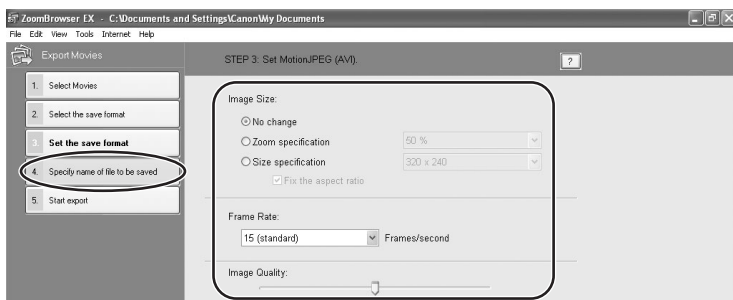 ZoomBrowser EX - C:\Documents and Settings\Canon\My Documents
File Edit View Tools Internet Help
Export Movies
STEP 3: Set MotionJPEG (AVI).
?
1. Select Movies
2. Select the save format
3. Set the save format
4. Specify name of file to be saved
5. Start export
Image Size:
No change
Zoom specification 50 %
Size specification 320 x 240
Fix the aspect ratio
Frame Rate:
15 (standard) Frames/second
Image Quality: